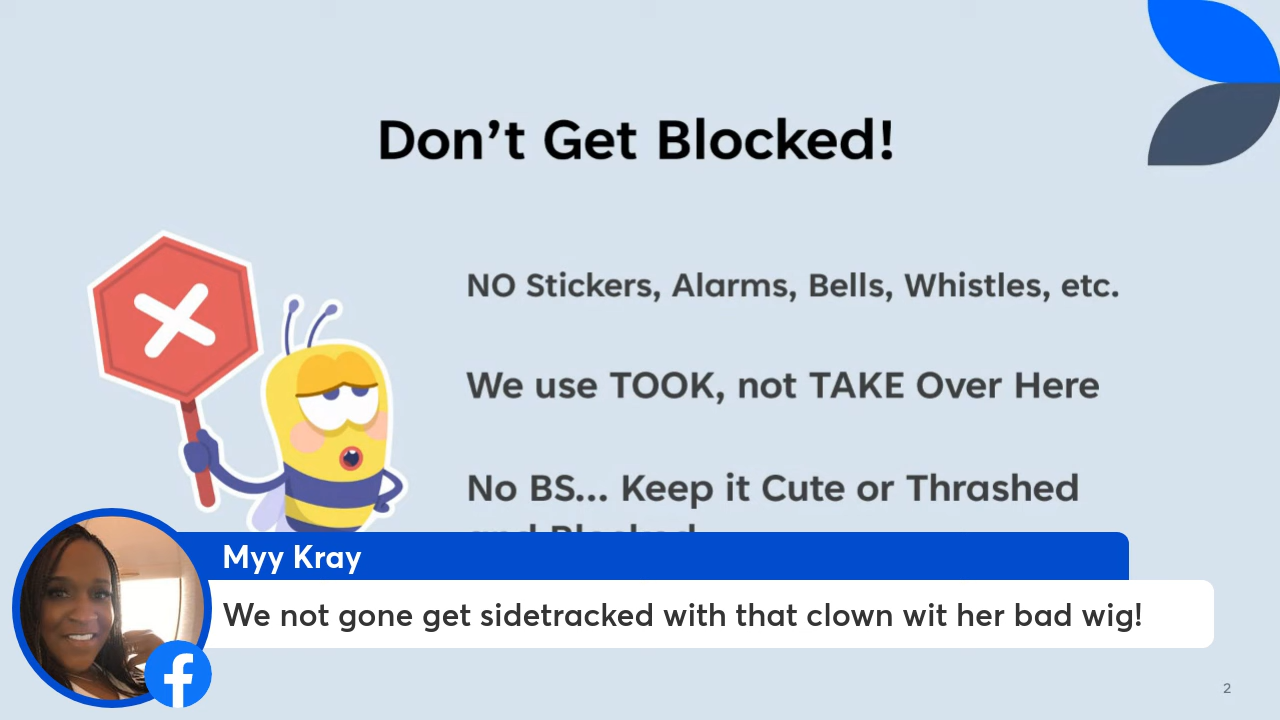 Don't Get Blocked!
NO Stickers, Alarms, Bells, Whistles, etc.
We use TOOK, not TAKE Over Here
No BS... Keep it Cute or Thrashed
and Blocked
Myy Kray
We not gone get sidetracked with that clown wit her bad wig!
2